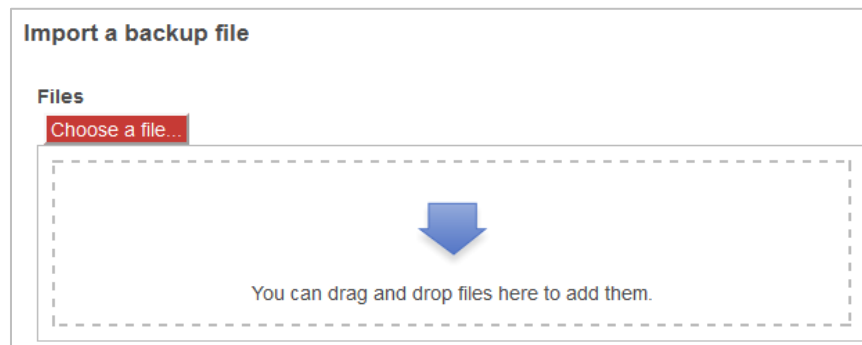 Import a backup file
Files
Choose a file...
You can drag and drop files here to add them.